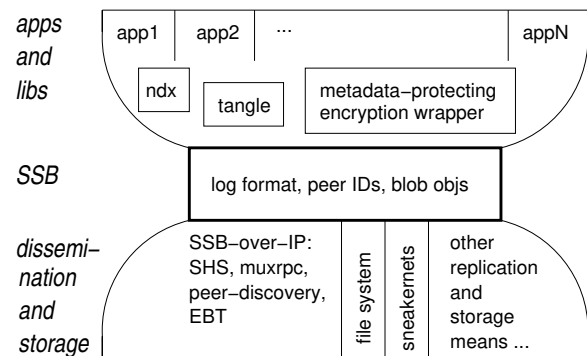 apps
and
libs
app1
app2
...
appN
ndx
tangle
metadata-protecting
encryption wrapper
SSB
log format, peer IDs, blob objs
dissemi-
nation
and
storage
SSB-over-IP:
SHS, muxrpc,
peer-discovery,
EBT
file system
sneakernets
other
replication
and
storage
means ...